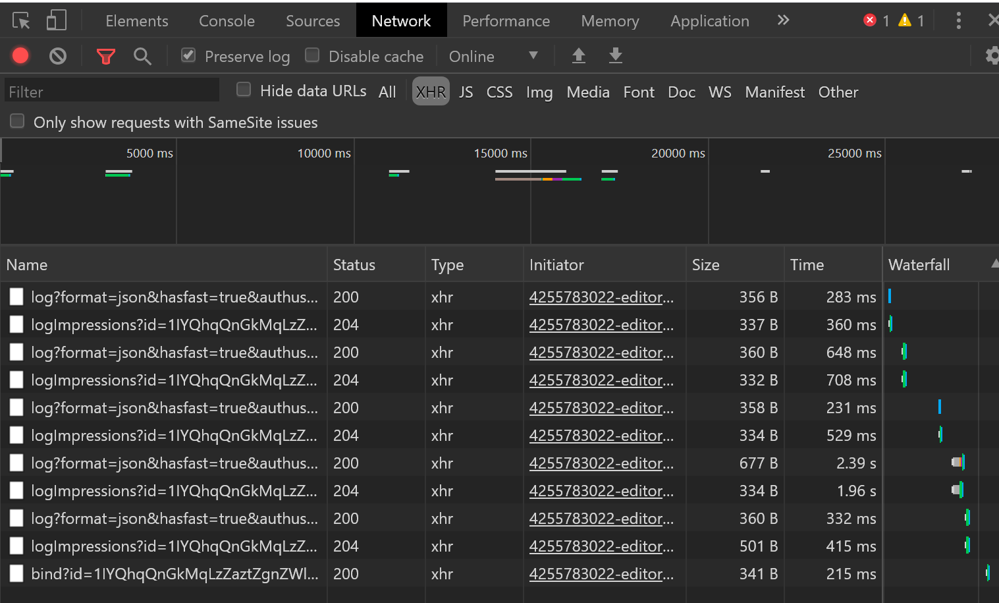 Elements Console Sources Network Performance Memory Application » 1 1
Preserve log Disable cache Online
Filter Hide data URLs All XHR JS CSS Img Media Font Doc WS Manifest Other
Only show requests with SameSite issues
5000 ms 10000 ms 15000 ms 20000 ms 25000 ms
Name Status Type Initiator Size Time Waterfall
log?format=json&hasfast=true&authus... 200 xhr 4255783022-editor... 356 B 283 ms
logImpressions?id=1IYQhqQnGkMqLzZ... 204 xhr 4255783022-editor... 337 B 360 ms
log?format=json&hasfast=true&authus... 200 xhr 4255783022-editor... 360 B 648 ms
logImpressions?id=1IYQhqQnGkMqLzZ... 204 xhr 4255783022-editor... 332 B 708 ms
log?format=json&hasfast=true&authus... 200 xhr 4255783022-editor... 358 B 231 ms
logImpressions?id=1IYQhqQnGkMqLzZ... 204 xhr 4255783022-editor... 334 B 529 ms
log?format=json&hasfast=true&authus... 200 xhr 4255783022-editor... 677 B 2.39 s
logImpressions?id=1IYQhqQnGkMqLzZ... 204 xhr 4255783022-editor... 334 B 1.96 s
log?format=json&hasfast=true&authus... 200 xhr 4255783022-editor... 360 B 332 ms
logImpressions?id=1IYQhqQnGkMqLzZ... 204 xhr 4255783022-editor... 501 B 415 ms
bind?id=1IYQhqQnGkMqLzZaztZgnZWl... 200 xhr 4255783022-editor... 341 B 215 ms